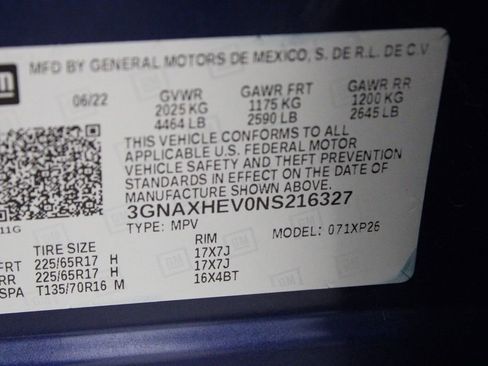 gm MFD BY GENERAL MOTORS DE MEXICO, S. DE R.L. DE C.V.
06/22 GVWR GAWR FRT GAWR RR
2025 KG 1175 KG 1200 KG
4464 LB 2590 LB 2645 LB
THIS VEHICLE CONFORMS TO ALL
APPLICABLE U.S. FEDERAL MOTOR
VEHICLE SAFETY AND THEFT PREVENTION
STANDARDS IN EFFECT ON THE DATE OF
MANUFACTURE SHOWN ABOVE.
3GNAXHEV0NS216327
11G TYPE: MPV MODEL: 071XP26
TIRE SIZE RIM
FRT 225/65R17 H 17X7J
RR 225/65R17 H 17X7J
SPA T135/70R16 M 16X4BT